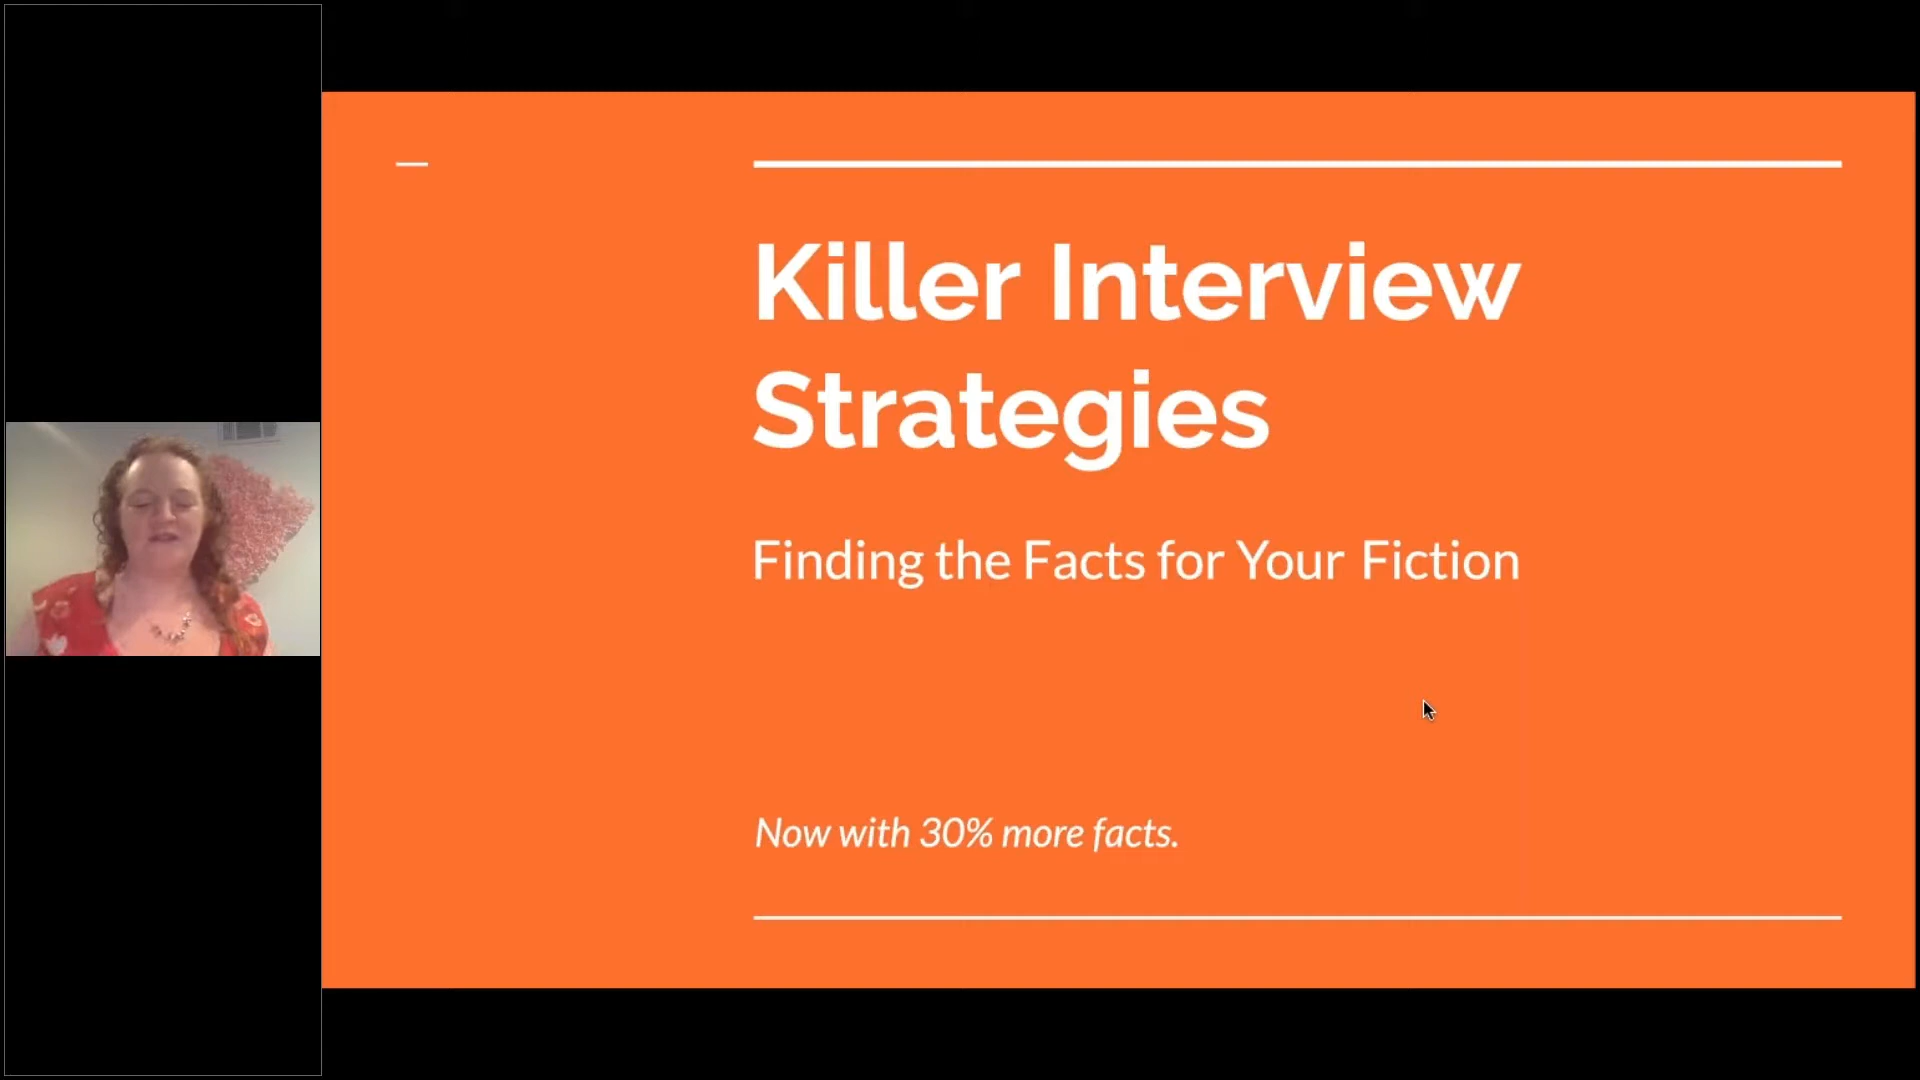 Killer Interview
Strategies
Finding the Facts for Your Fiction
Now with 30% more facts.